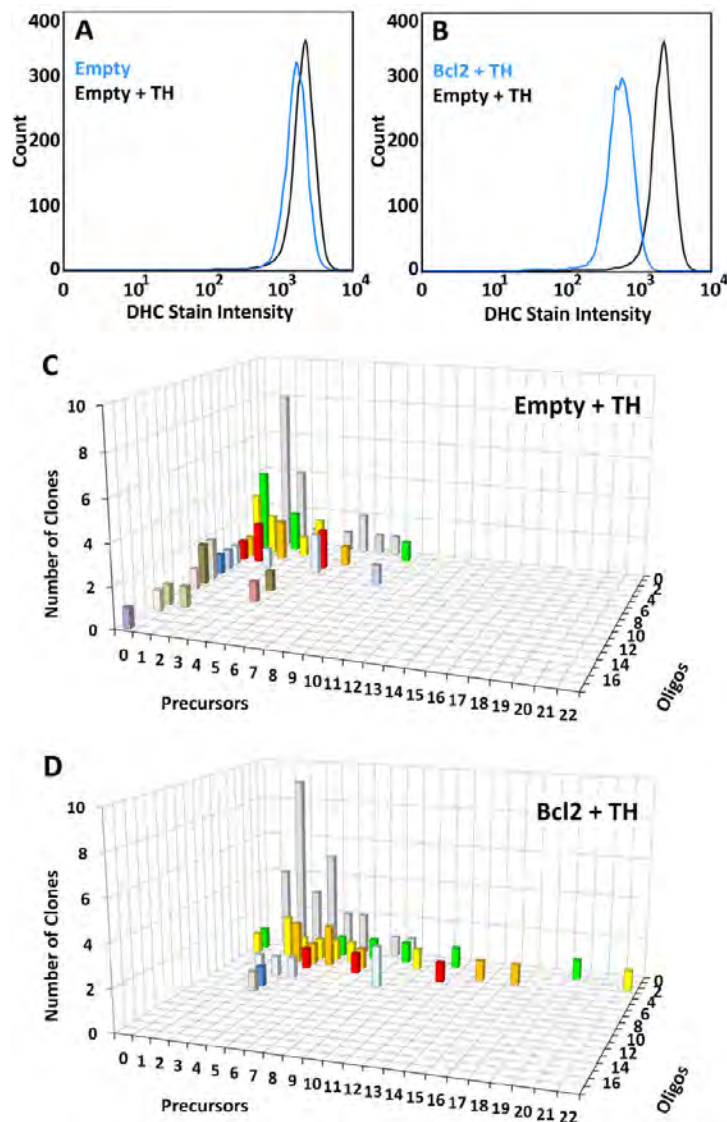 A
Empty
Empty + TH
Count
400
300
200
100
0
0 10¹ 10² 10³ 10⁴
DHC Stain Intensity
B
Bcl2 + TH
Empty + TH
Count
400
300
200
100
0
0 10¹ 10² 10³ 10⁴
DHC Stain Intensity
C
Empty + TH
Number of Clones
10
8
6
4
2
0
0 1 2 3 4 5 6 7 8 9 10 11 12 13 14 15 16 17 18 19 20 21 22
Precursors
0 2 4 6 8 10 12 14 16
Oligos
D
Bcl2 + TH
Number of Clones
10
8
6
4
2
0
0 1 2 3 4 5 6 7 8 9 10 11 12 13 14 15 16 17 18 19 20 21 22
Precursors
0 2 4 6 8 10 12 14 16
Oligos